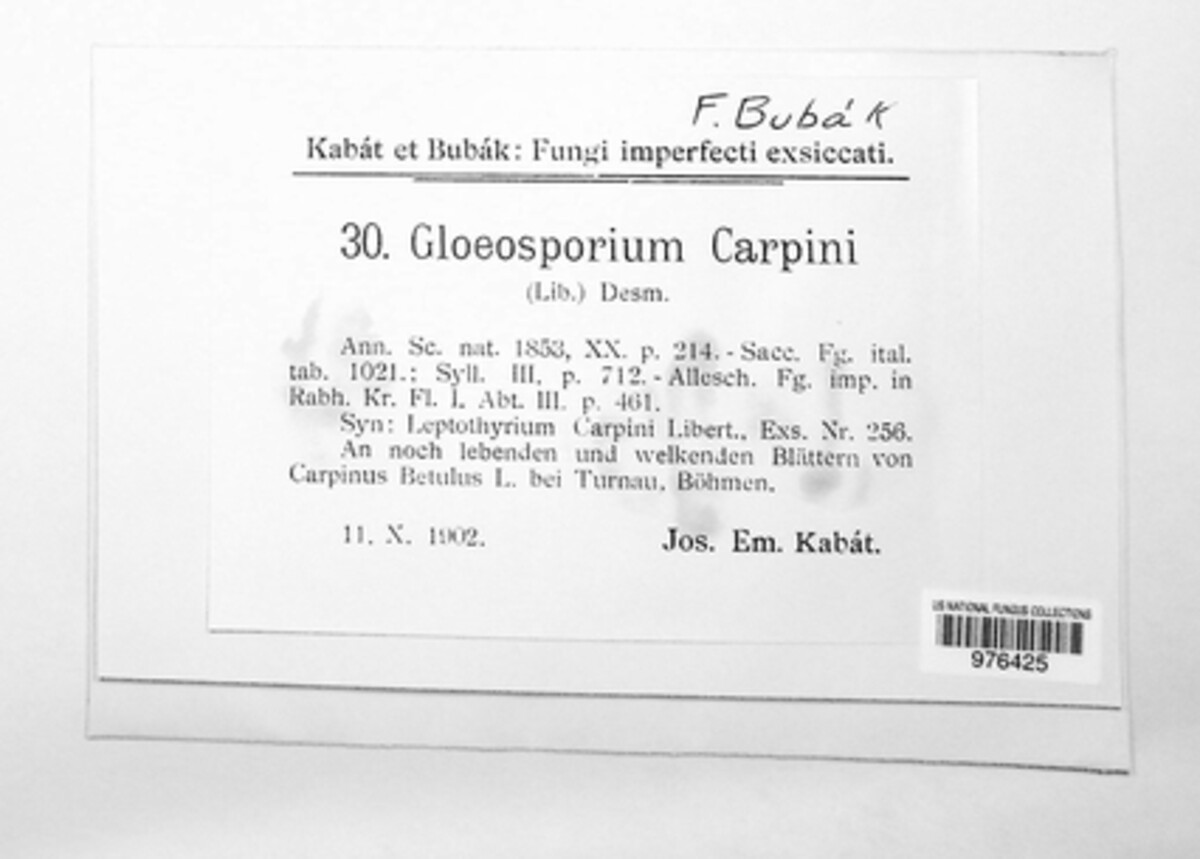 F. Bubák
Kabát et Bubák: Fungi imperfecti exsiccati.
30. Gloeosporium Carpini
(Lib.) Desm.
Ann. Sc. nat. 1853, XX. p. 214. - Sacc. Fg. ital.
tab. 1021.; Syll. III. p. 712. - Allesch. Fg. imp. in
Rabh. Kr. Fl. I. Abt. III. p. 461.
Syn: Leptothyrium Carpini Libert., Exs. Nr. 256.
An noch lebenden und welkenden Blättern von
Carpinus Betulus L. bei Turnau, Böhmen.
11. X. 1902. Jos. Em. Kabát.
US NATIONAL FUNGUS COLLECTIONS
976425